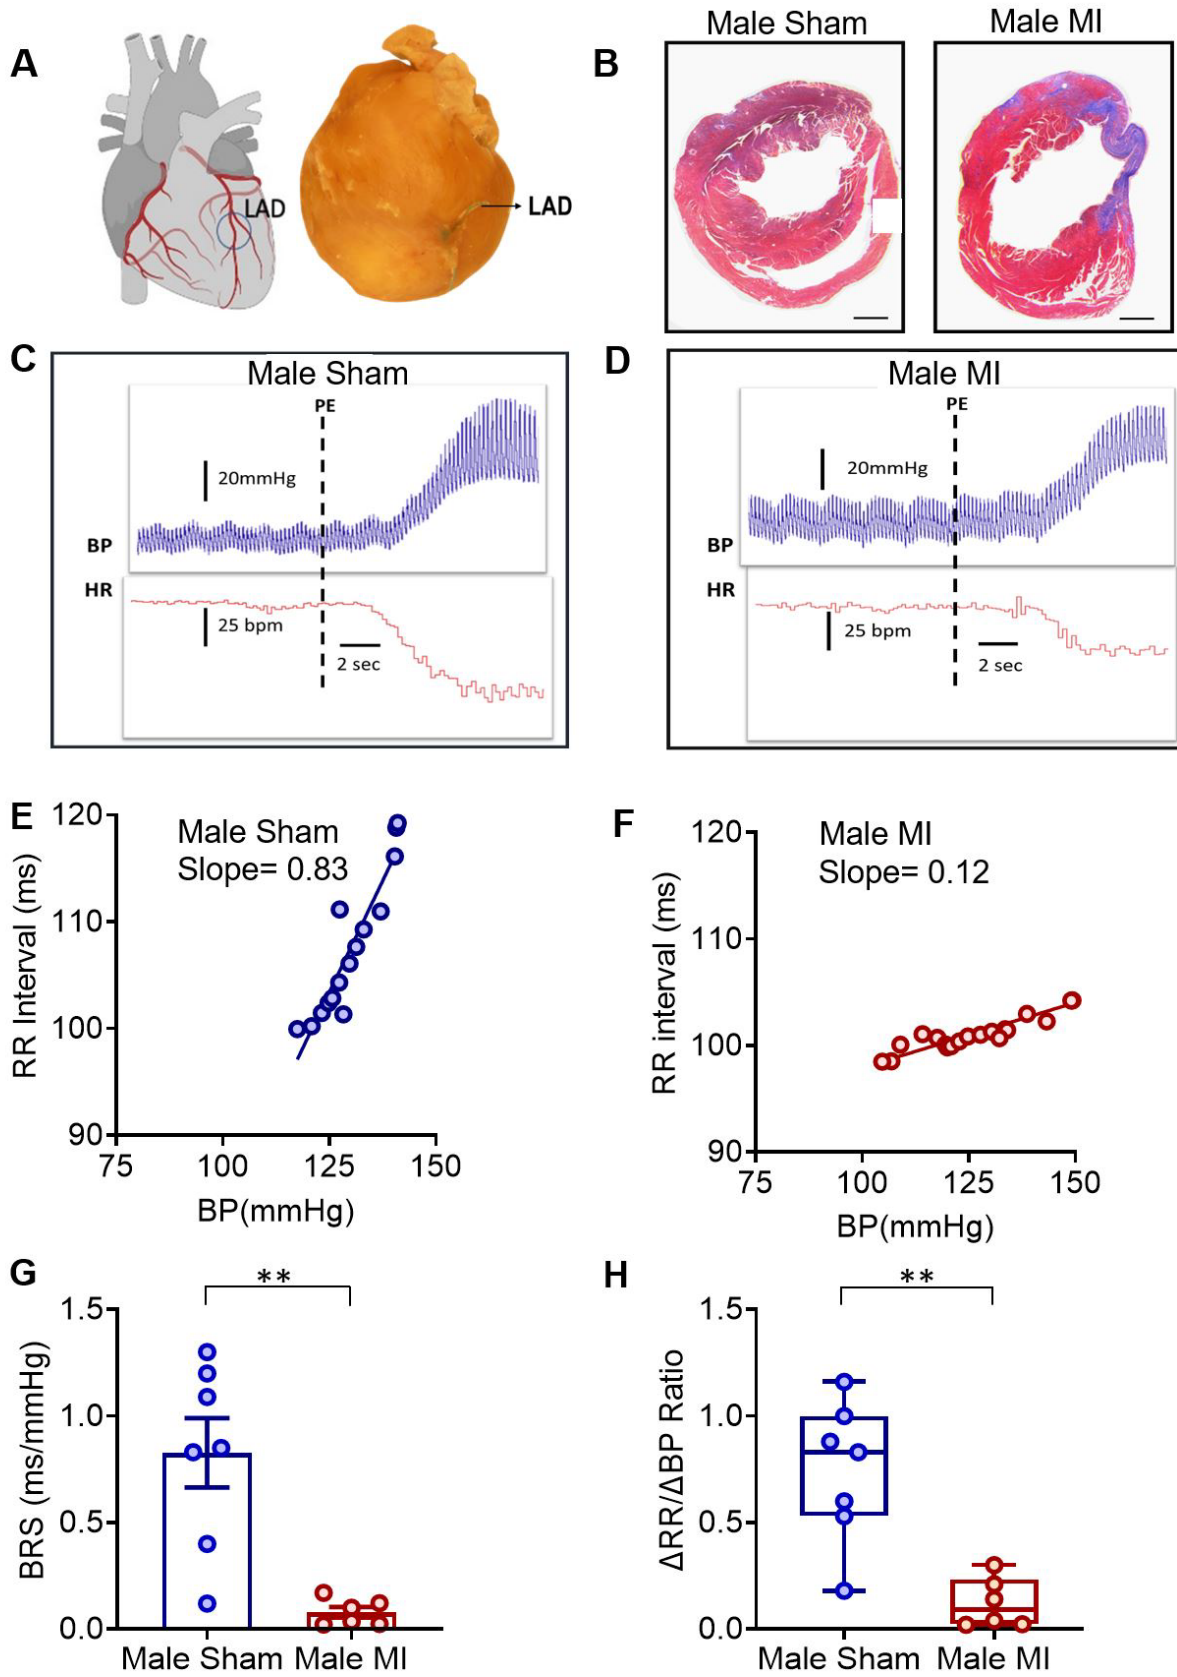 A
LAD
LAD
B
Male Sham
Male MI
C
Male Sham
PE
20mmHg
BP
HR
25 bpm
2 sec
D
Male MI
PE
20mmHg
BP
HR
25 bpm
2 sec
E
Male Sham
Slope= 0.83
120
110
100
90
75
100
125
150
RR Interval (ms)
BP(mmHg)
F
Male MI
Slope= 0.12
120
110
100
90
75
100
125
150
RR interval (ms)
BP(mmHg)
G
**
1.5
1.0
0.5
0.0
BRS (ms/mmHg)
Male Sham
Male MI
H
**
1.5
1.0
0.5
0.0
ΔRR/ΔBP Ratio
Male Sham
Male MI